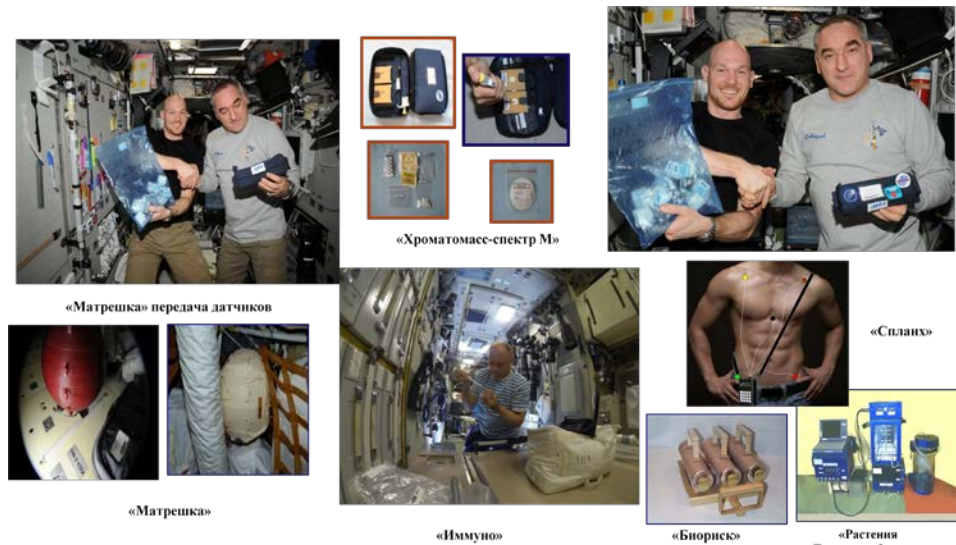 «Хроматомасс-спектр М»
«Матрешка» передача датчиков
«Спланх»
«Матрешка»
«Иммуно»
«Биориск»
«Растения